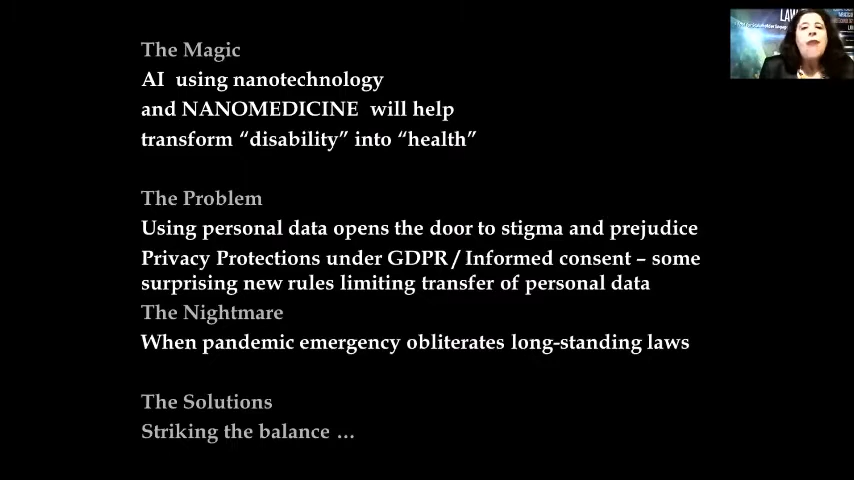 The Magic
AI using nanotechnology
and NANOMEDICINE will help
transform “disability” into “health”
The Problem
Using personal data opens the door to stigma and prejudice
Privacy Protections under GDPR / Informed consent – some
surprising new rules limiting transfer of personal data
The Nightmare
When pandemic emergency obliterates long-standing laws
The Solutions
Striking the balance …
LAW